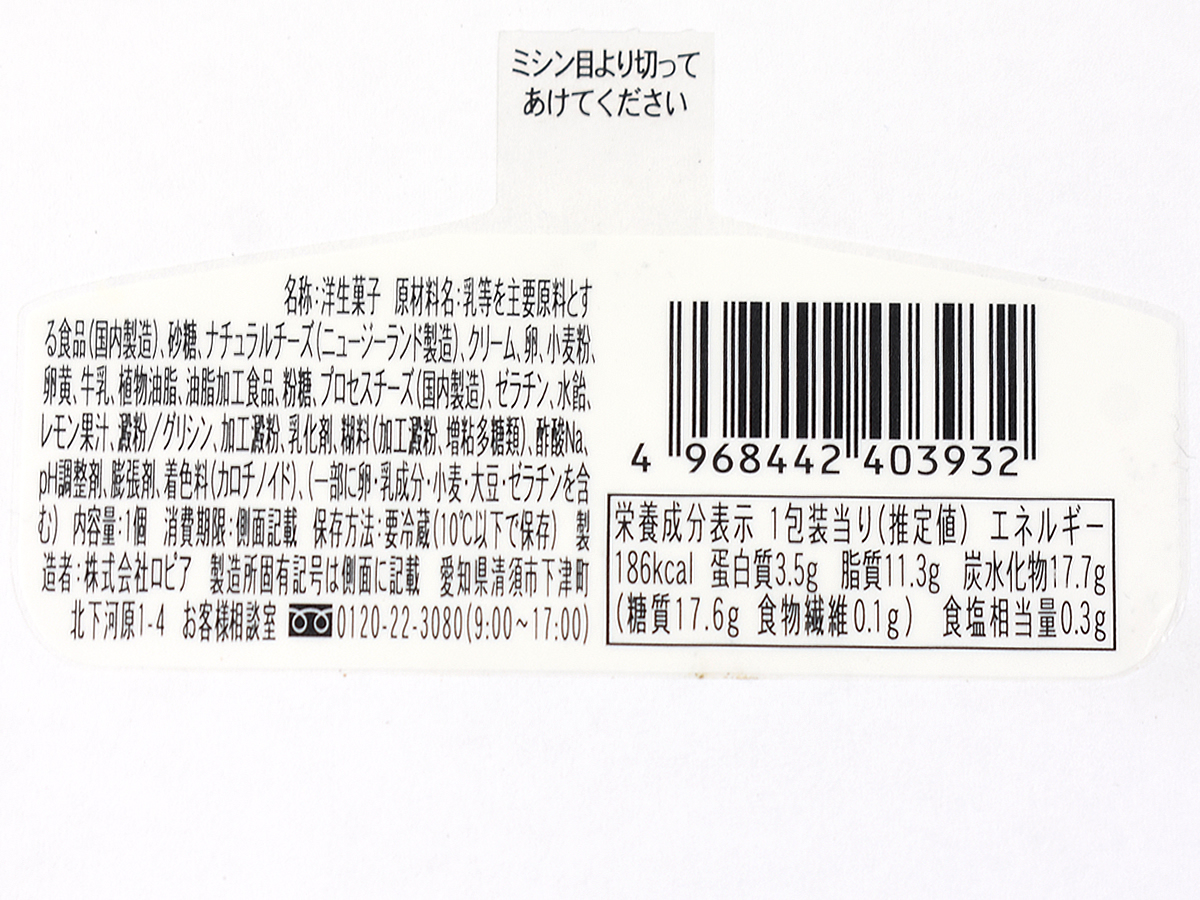 ミシン目より切って
あけてください
名称:洋生菓子 原材料名:乳等を主要原料とす
る食品(国内製造)、砂糖、ナチュラルチーズ(ニュージーランド製造)、クリーム、卵、小麦粉、
卵黄、牛乳、植物油脂、油脂加工食品、粉糖、プロセスチーズ(国内製造)、ゼラチン、水飴、
レモン果汁、澱粉/グリシン、加工澱粉、乳化剤、糊料(加工澱粉、増粘多糖類)、酢酸Na、
pH調整剤、膨張剤、着色料(カロチノイド)、(一部に卵・乳成分・小麦・大豆・ゼラチンを含
む) 内容量:1個 消費期限:側面記載 保存方法:要冷蔵(10℃以下で保存) 製
造者:株式会社ロピア 製造所固有記号は側面に記載 愛知県清須市下津町
北下河原1-4 お客様相談室 0120-22-3080(9:00~17:00)
4 968442 403932
栄養成分表示 1包装当り(推定値) エネルギー
186kcal 蛋白質3.5g 脂質11.3g 炭水化物17.7g
(糖質17.6g 食物繊維0.1g) 食塩相当量0.3g